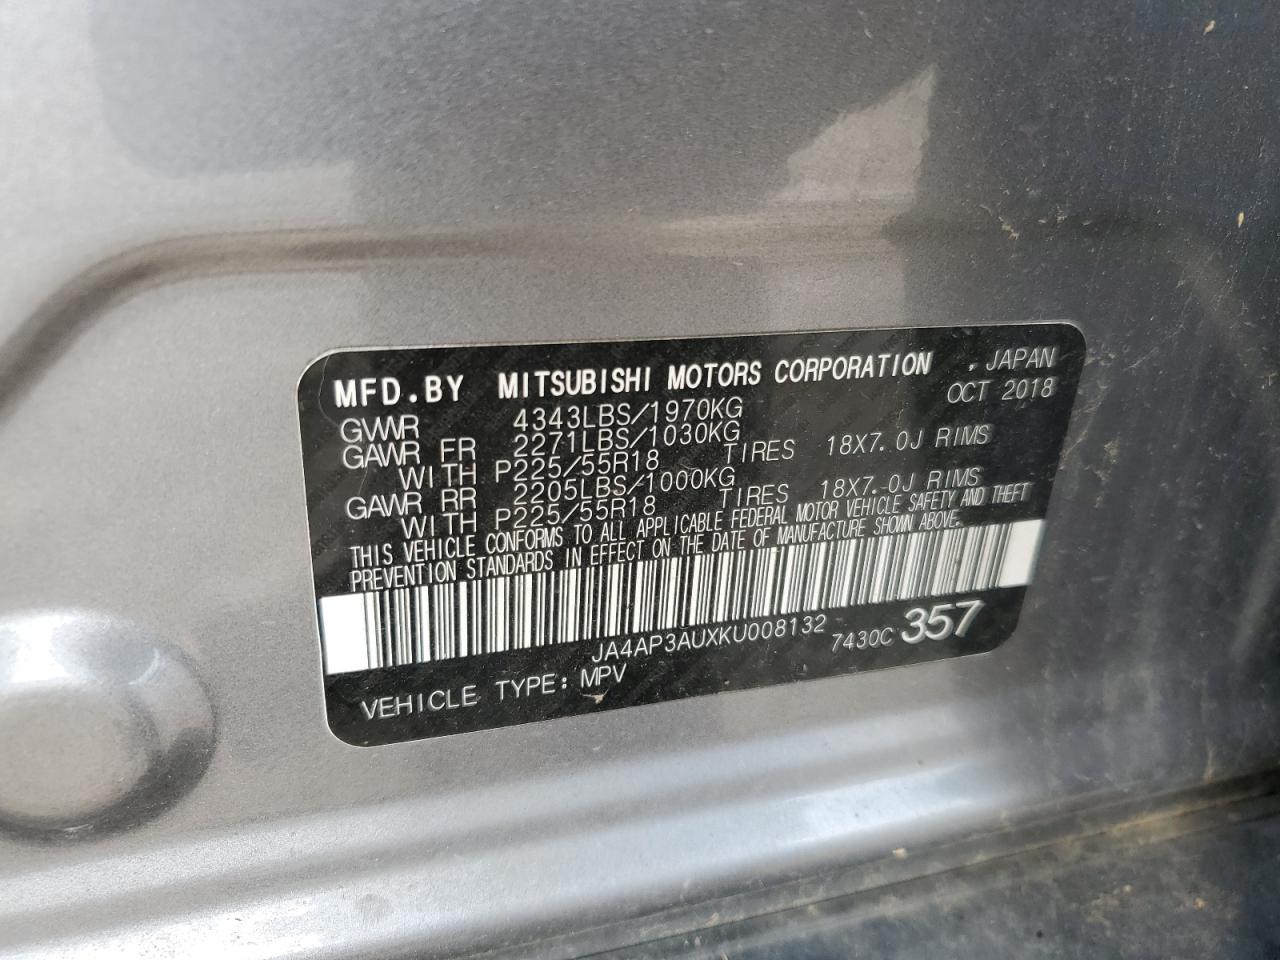 MFD.BY MITSUBISHI MOTORS CORPORATION , JAPAN
OCT 2018
GVWR 4343LBS/1970KG
GAWR FR 2271LBS/1030KG
WITH P225/55R18 TIRES 18X7.0J RIMS
GAWR RR 2205LBS/1000KG
WITH P225/55R18 TIRES 18X7.0J RIMS
THIS VEHICLE CONFORMS TO ALL APPLICABLE FEDERAL MOTOR VEHICLE SAFETY AND THEFT
PREVENTION STANDARDS IN EFFECT ON THE DATE OF MANUFACTURE SHOWN ABOVE.
JA4AP3AUXKU008132 7430C 357
VEHICLE TYPE: MPV